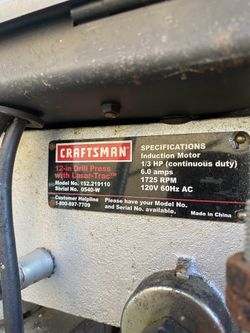 CRAFTSMAN
12-in Drill Press
with Laser-Trac™
Model No. 152.219110
Serial No. 0540-W
Customer Helpline
1-800-897-7709
SPECIFICATIONS
Induction Motor
1/3 HP (continuous duty)
6.0 amps
1725 RPM
120V 60Hz AC
Please have your Model No.
and Serial No. available.
Made in China